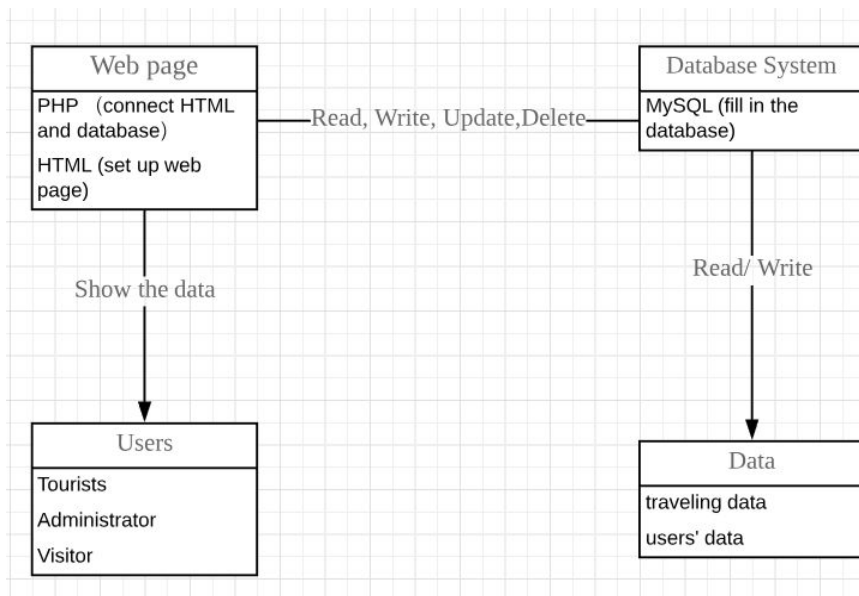 Web page
PHP （connect HTML
and database）
HTML (set up web
page)
Read, Write, Update,Delete
Database System
MySQL (fill in the
database)
Show the data
Read/ Write
Users
Tourists
Administrator
Visitor
Data
traveling data
users' data